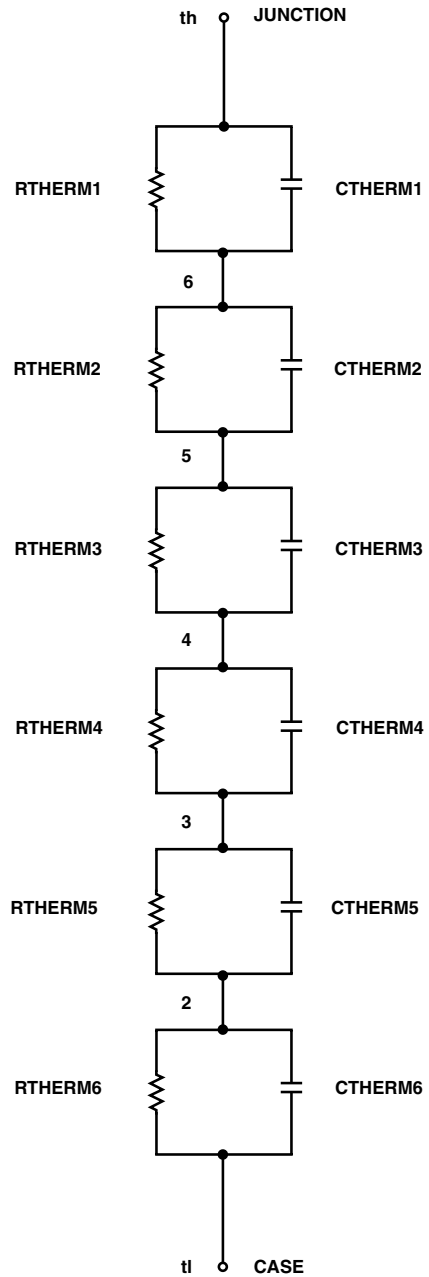 th JUNCTION
RTHERM1 CTHERM1
6
RTHERM2 CTHERM2
5
RTHERM3 CTHERM3
4
RTHERM4 CTHERM4
3
RTHERM5 CTHERM5
2
RTHERM6 CTHERM6
tl CASE